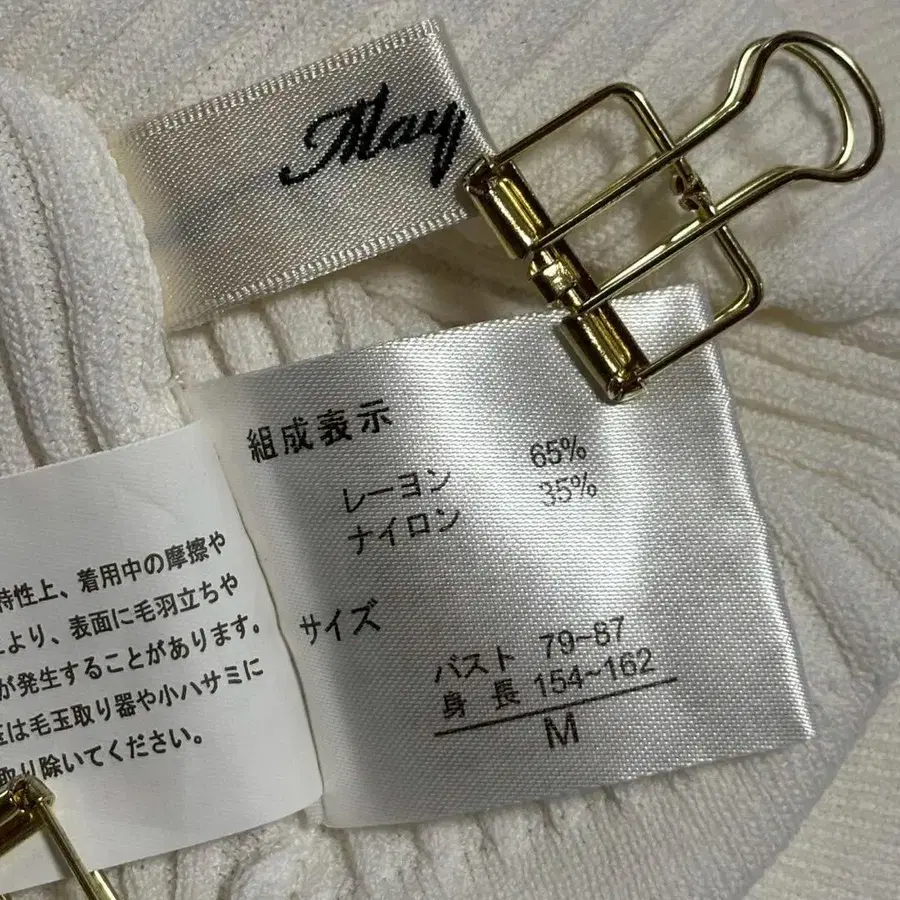 May
組成表示
レーヨン 65%
ナイロン 35%
サイズ
バスト 79~87
身長 154~162
M
特性上、着用中の摩擦や
より、表面に毛羽立ちや
が発生することがあります。
玉は毛玉取り器や小ハサミに
取り除いてください。